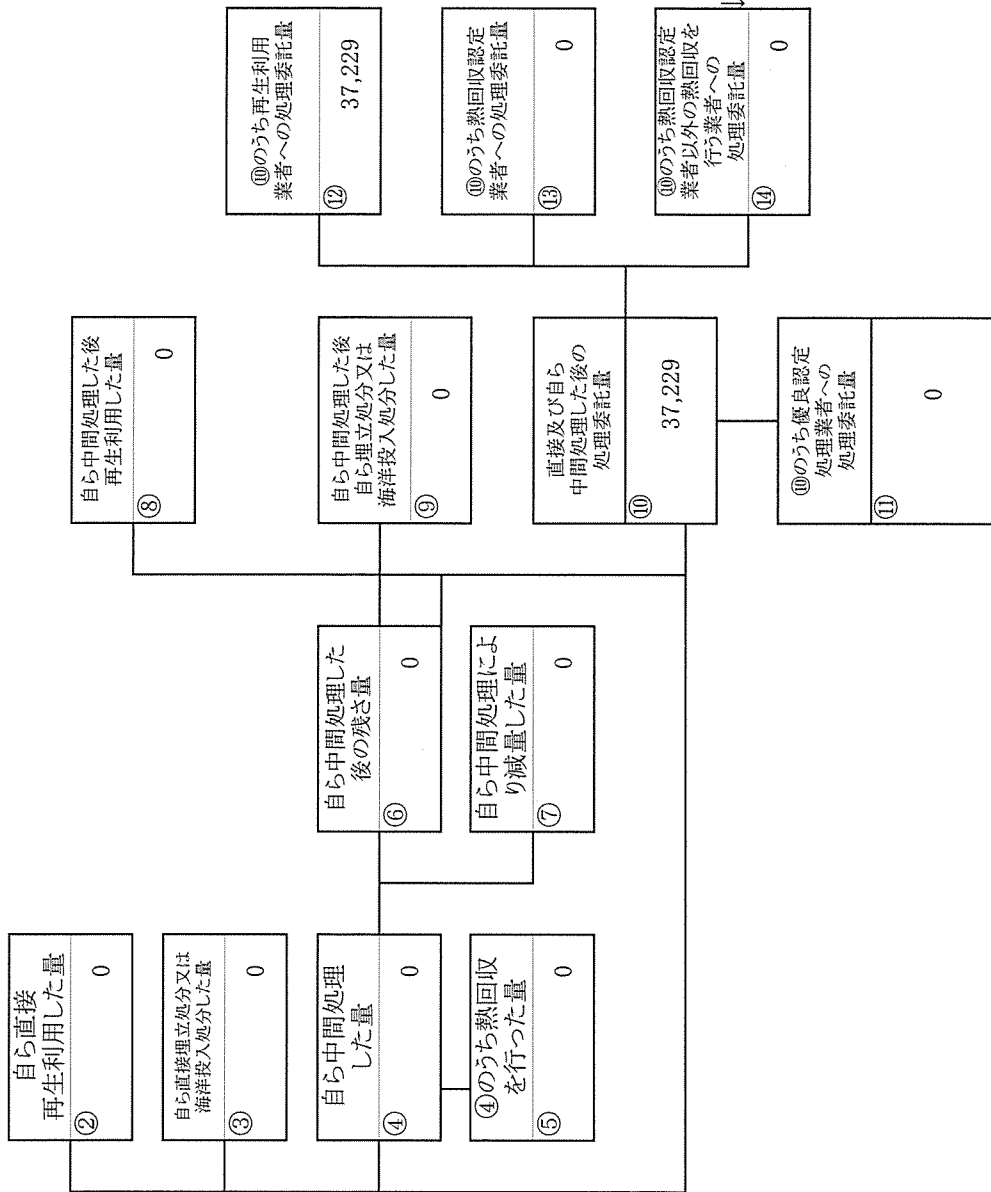 自ら直接
再生利用した量
②
0
自ら直接埋立処分又は
海洋投入処分した量
③
0
自ら中間処理
した量
④
0
④のうち熱回収
を行った量
⑤
0
自ら中間処理した
後の残さ量
⑥
0
自ら中間処理によ
り減量した量
⑦
0
自ら中間処理した後
再生利用した量
⑧
0
自ら中間処理した後
自ら埋立処分又は
海洋投入処分した量
⑨
0
直接及び自ら
中間処理した後の
処理委託量
⑩
37,229
⑩のうち優良認定
処理業者への
処理委託量
⑪
0
⑩のうち再生利用
業者への処理委託量
⑫
37,229
⑩のうち熱回収認定
業者への処理委託量
⑬
0
⑩のうち熱回収認定
業者以外の熱回収を
行う業者への
処理委託量
⑭
0